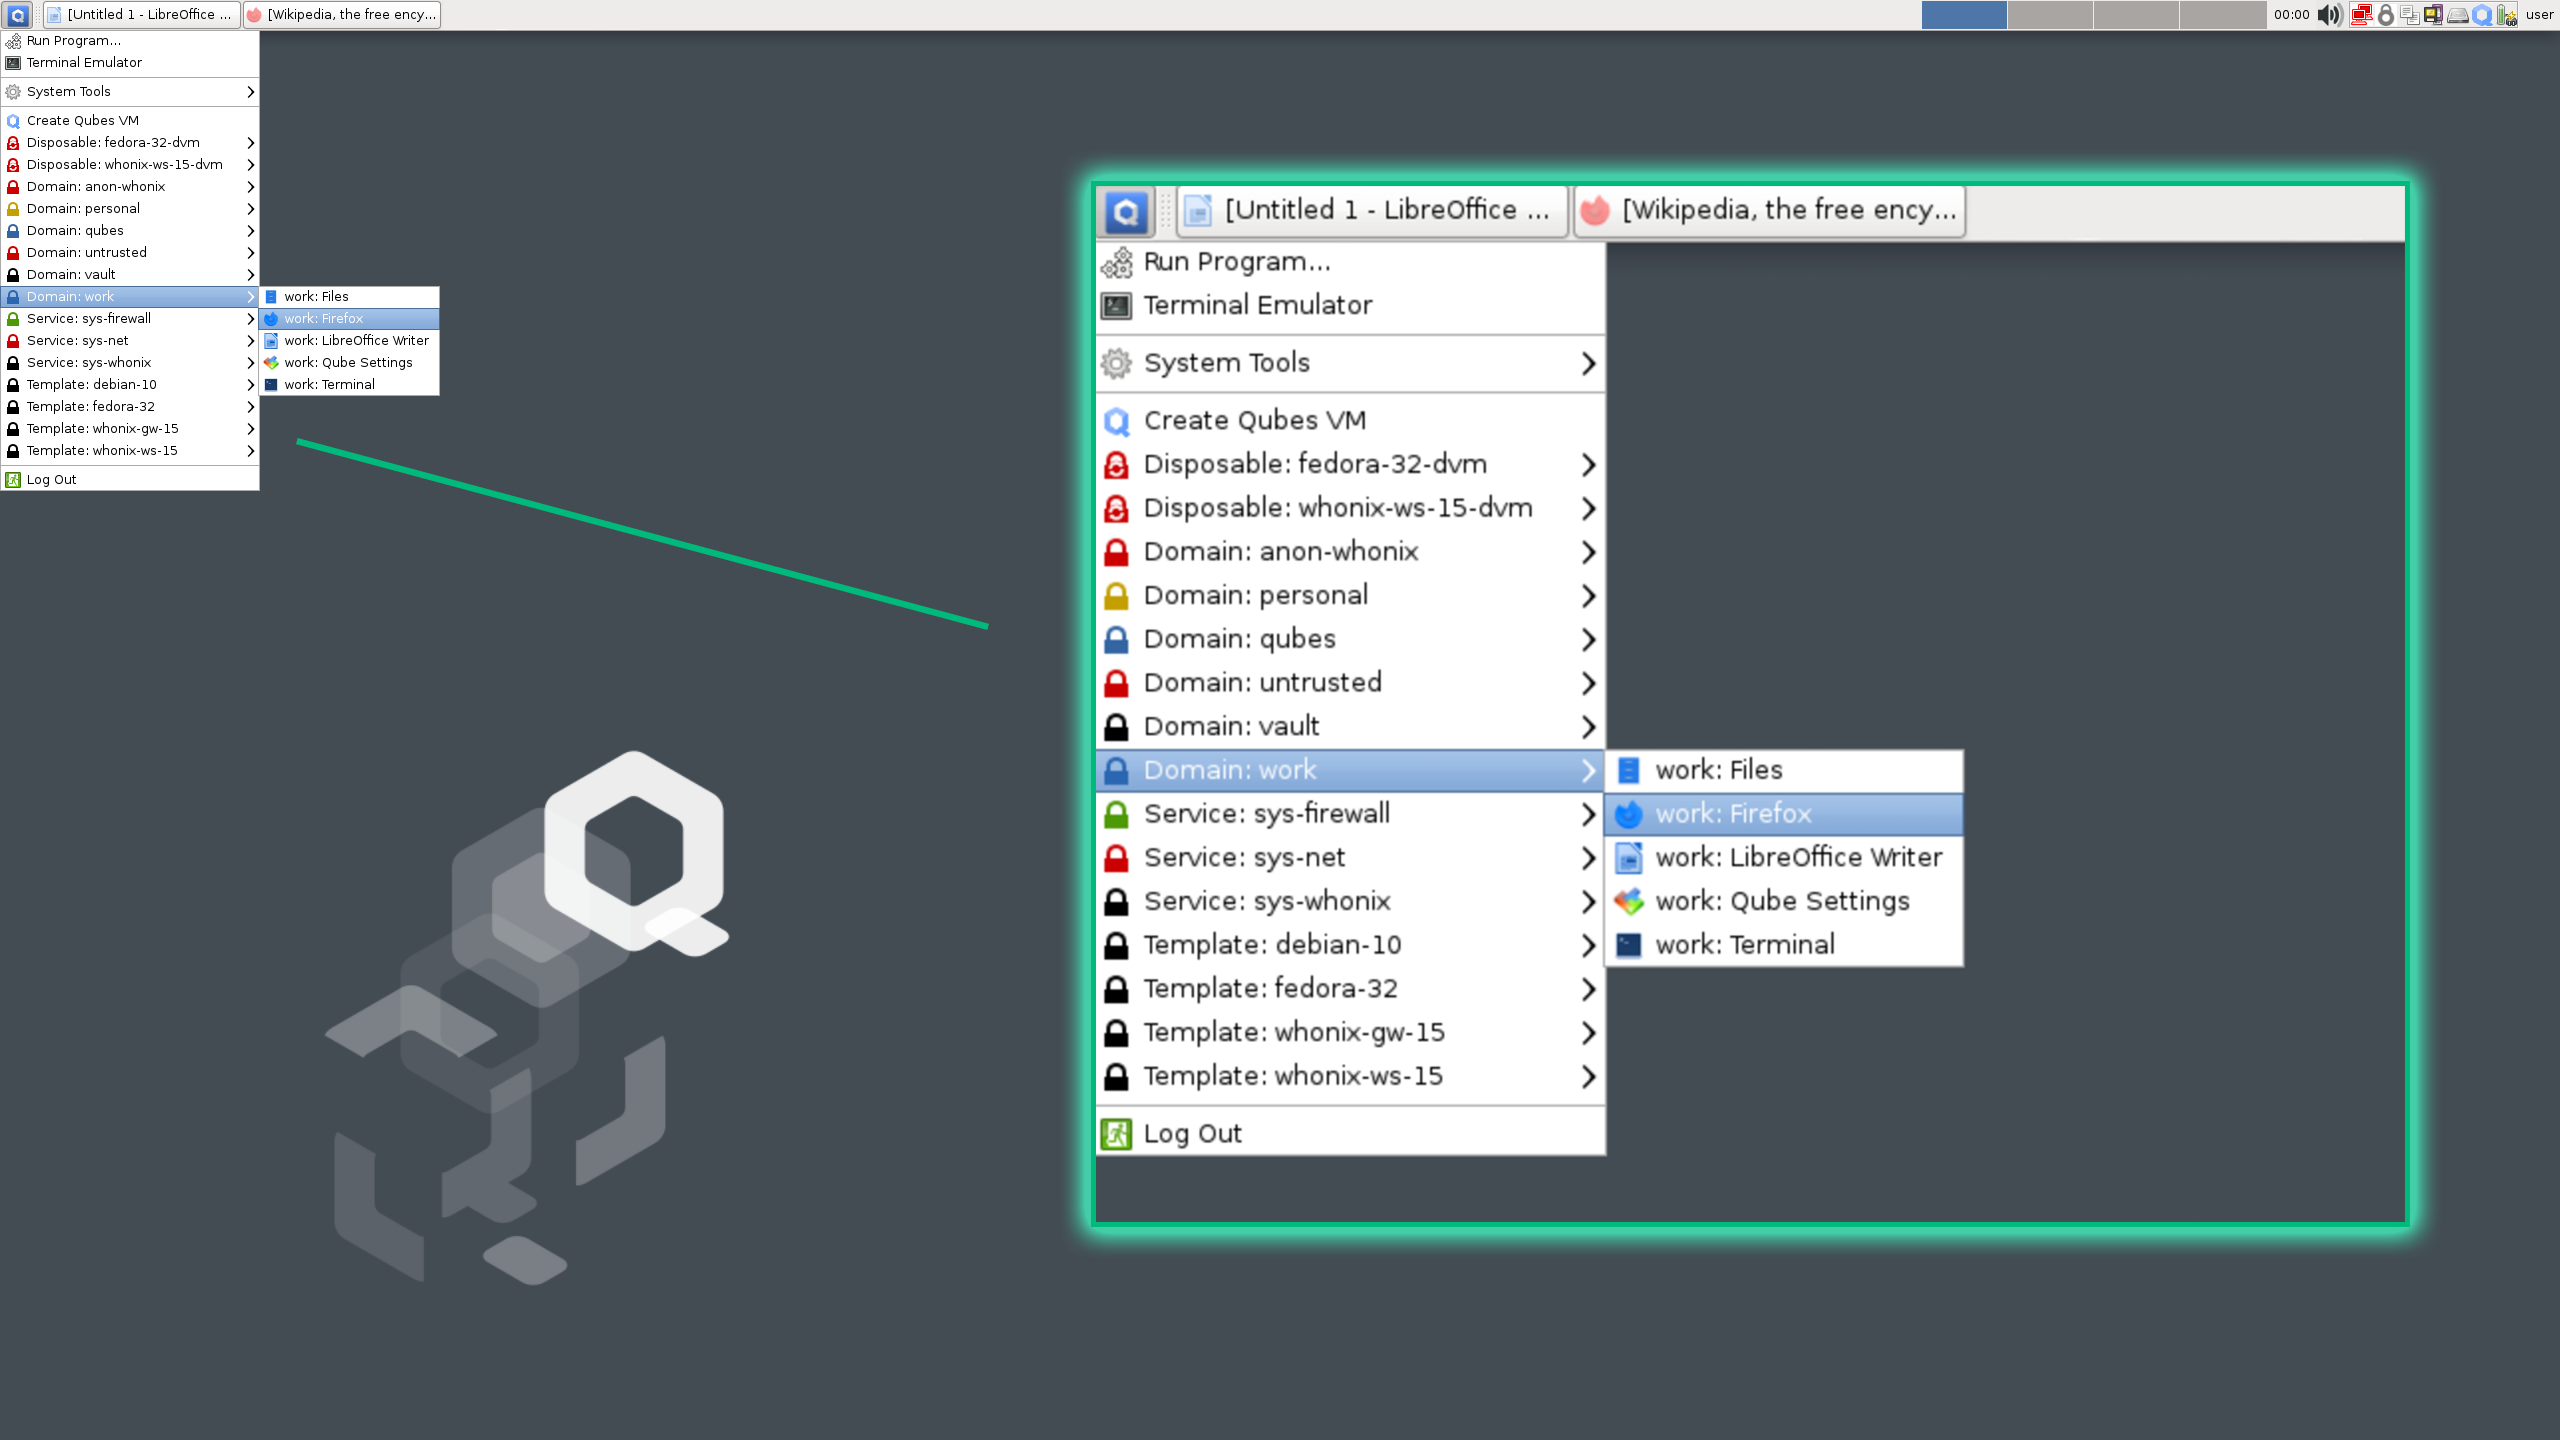 [Untitled 1 - LibreOffice ...
[Wikipedia, the free ency...
00:00
user
Run Program...
Terminal Emulator
System Tools
Create Qubes VM
Disposable: fedora-32-dvm
Disposable: whonix-ws-15-dvm
Domain: anon-whonix
Domain: personal
Domain: qubes
Domain: untrusted
Domain: vault
Domain: work
Service: sys-firewall
Service: sys-net
Service: sys-whonix
Template: debian-10
Template: fedora-32
Template: whonix-gw-15
Template: whonix-ws-15
Log Out
work: Files
work: Firefox
work: LibreOffice Writer
work: Qube Settings
work: Terminal
[Untitled 1 - LibreOffice ...
[Wikipedia, the free ency...
Run Program...
Terminal Emulator
System Tools
Create Qubes VM
Disposable: fedora-32-dvm
Disposable: whonix-ws-15-dvm
Domain: anon-whonix
Domain: personal
Domain: qubes
Domain: untrusted
Domain: vault
Domain: work
Service: sys-firewall
Service: sys-net
Service: sys-whonix
Template: debian-10
Template: fedora-32
Template: whonix-gw-15
Template: whonix-ws-15
Log Out
work: Files
work: Firefox
work: LibreOffice Writer
work: Qube Settings
work: Terminal